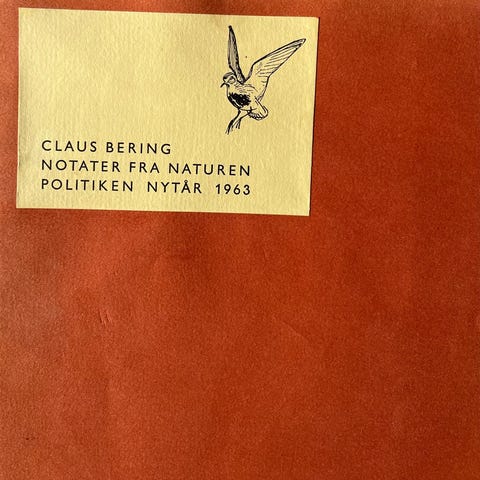 CLAUS BERING
NOTATER FRA NATUREN
POLITIKEN NYTÅR 1963